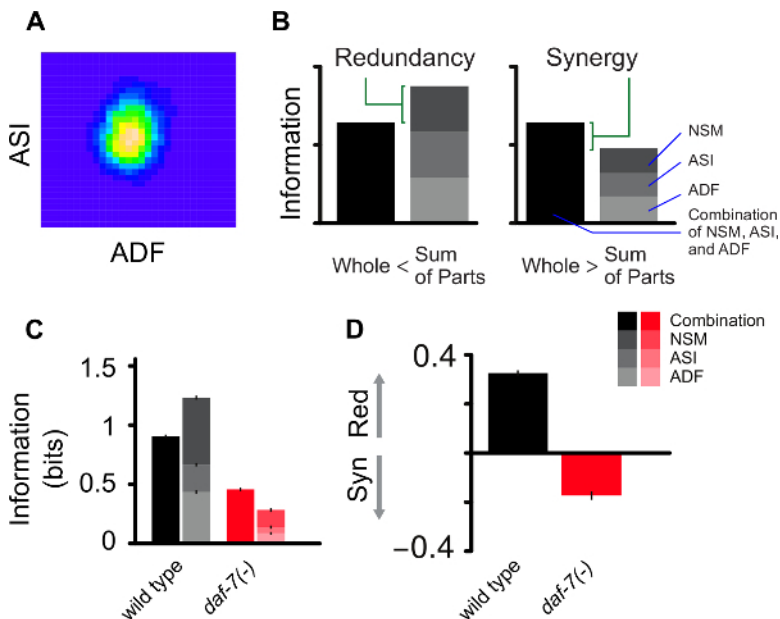 A
ASI
ADF
B
Redundancy
Synergy
Information
NSM
ASI
ADF
Combination
of NSM, ASI,
and ADF
Whole < Sum
of Parts
Whole > Sum
of Parts
C
1.5
1
0.5
0
Information
(bits)
wild type
daf-7(-)
D
Combination
NSM
ASI
ADF
0.4
Red
Syn
−0.4
wild type
daf-7(-)